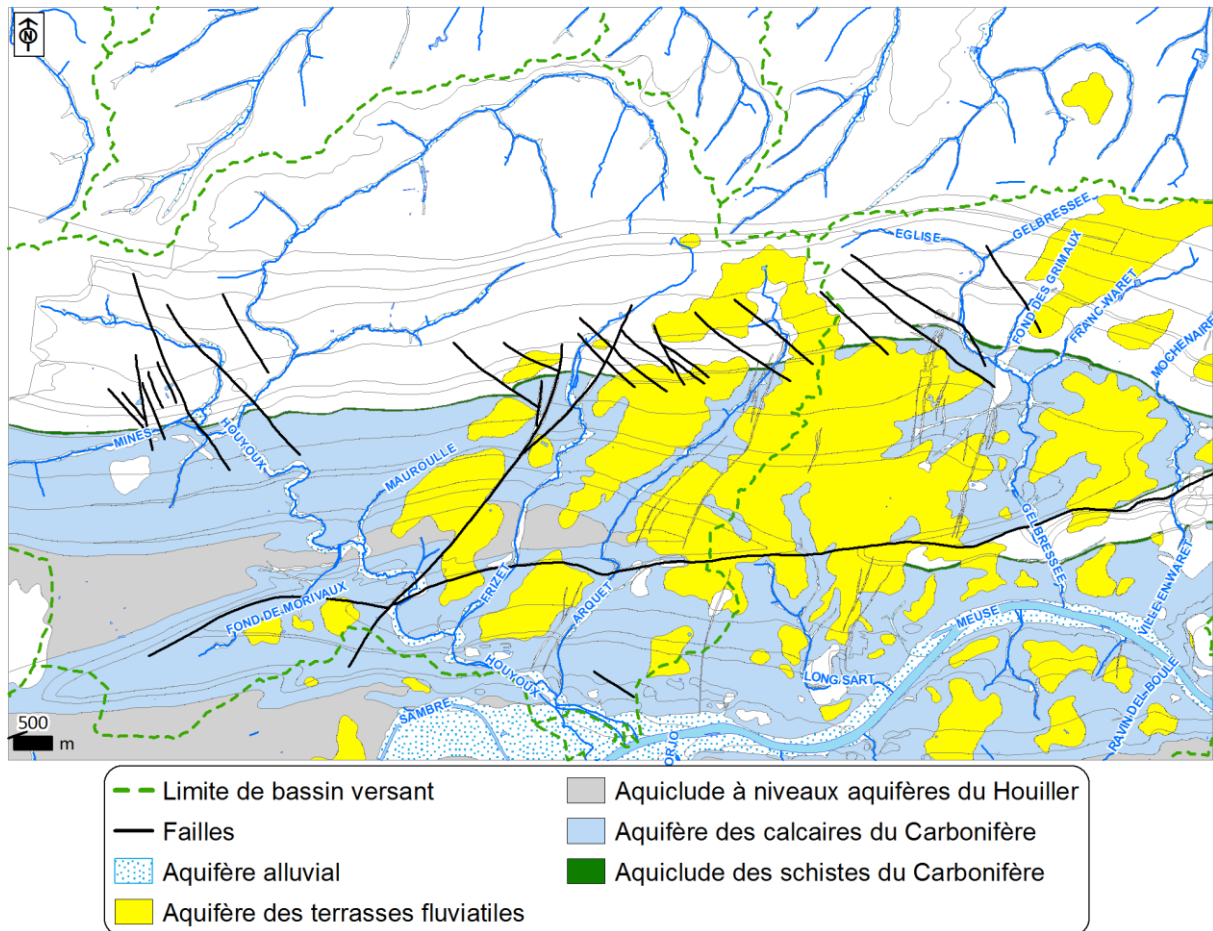 N
EGLISE
GELBRESSEE
FOND DES GRIMAUX
FRANC-WARET
MOCHENAIRE
MINES
HOUYOUX
MAUROULLE
GELBRESSEE
FOND DE MORIVAUX
FRIZET
ARQUET
VILLE EN WARET
MEUSE
HOUYOUX
LONG SART
RAVIN DEL BOULE
SAMBRE
500
m
Limite de bassin versant
Failles
Aquifère alluvial
Aquifère des terrasses fluviatiles
Aquiclude à niveaux aquifères du Houiller
Aquifère des calcaires du Carbonifère
Aquiclude des schistes du Carbonifère